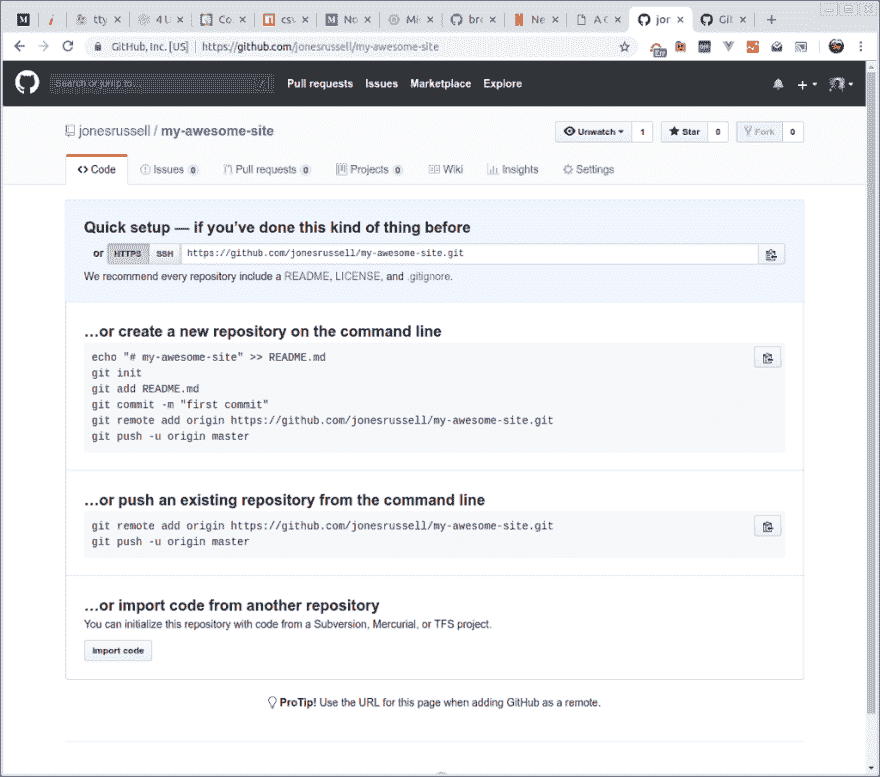 tty
4 U
Co
csv
No
Mi
bro
Ne
A C
jor
Git
GitHub, Inc. [US] https://github.com/jonesrussell/my-awesome-site
Search or jump to... /
Pull requests Issues Marketplace Explore
jonesrussell / my-awesome-site
Unwatch 1 Star 0 Fork 0
Code Issues 0 Pull requests 0 Projects 0 Wiki Insights Settings
Quick setup — if you've done this kind of thing before
or HTTPS SSH https://github.com/jonesrussell/my-awesome-site.git
We recommend every repository include a README, LICENSE, and .gitignore.
…or create a new repository on the command line
echo "# my-awesome-site" >> README.md
git init
git add README.md
git commit -m "first commit"
git remote add origin https://github.com/jonesrussell/my-awesome-site.git
git push -u origin master
…or push an existing repository from the command line
git remote add origin https://github.com/jonesrussell/my-awesome-site.git
git push -u origin master
…or import code from another repository
You can initialize this repository with code from a Subversion, Mercurial, or TFS project.
Import code
ProTip! Use the URL for this page when adding GitHub as a remote.